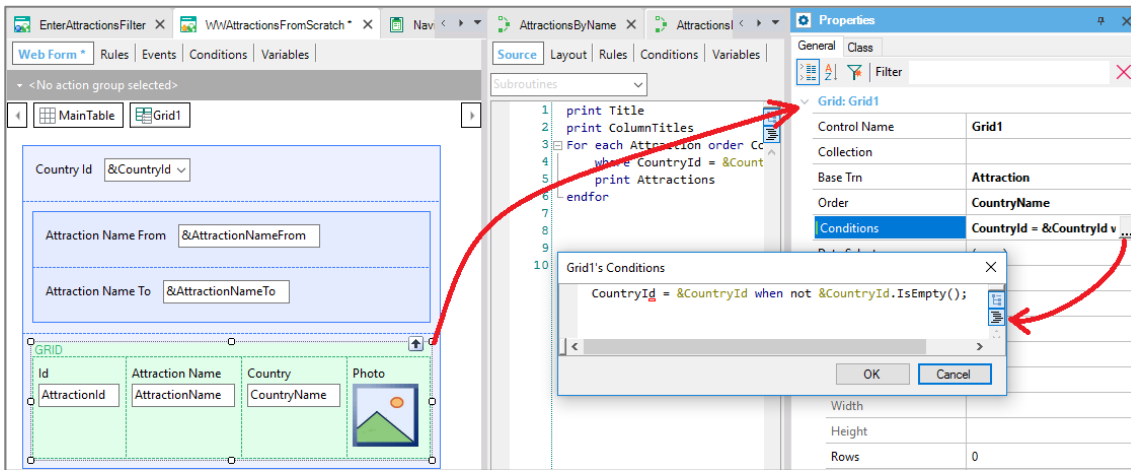 EnterAttractionsFilter
WWAttractionsFromScratch *
Navi
AttractionsByName
Properties
Web Form * | Rules | Events | Conditions | Variables
Source | Layout | Rules | Conditions | Variables
General Class
<No action group selected>
Subroutines
Filter
MainTable
Grid1
Grid: Grid1
Control Name Grid1
Collection
Base Trn Attraction
Order CountryName
Conditions CountryId = &CountryId w ...
1 print Title
2 print ColumnTitles
3 For each Attraction order Co
4 where CountryId = &Count
5 print Attractions
6 endfor
7
8
9
10
Country Id &CountryId
Attraction Name From &AttractionNameFrom
Attraction Name To &AttractionNameTo
GRID
Id Attraction Name Country Photo
AttractionId AttractionName CountryName
Grid1's Conditions
CountryId = &CountryId when not &CountryId.IsEmpty();
OK Cancel
Width
Height
Rows 0